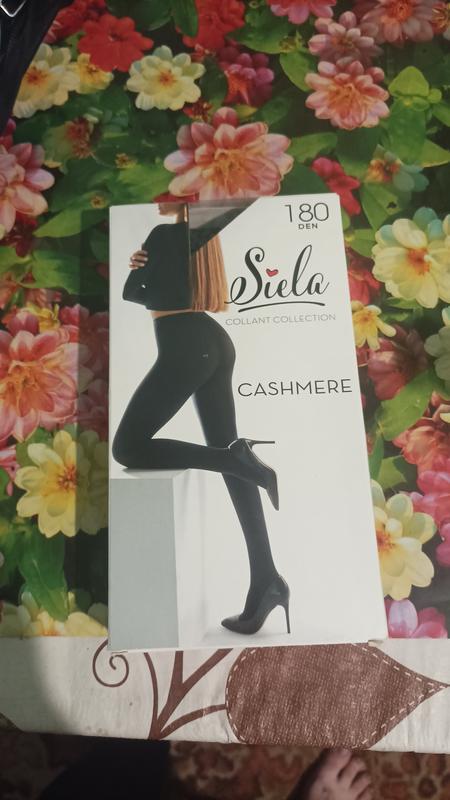 180
DEN
Siela
COLLANT COLLECTION
CASHMERE